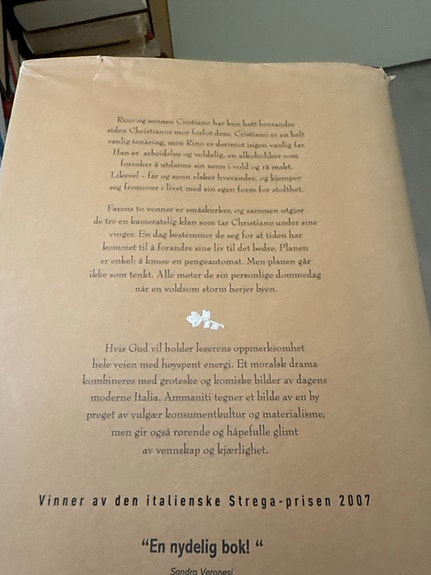 Rino og sønnen Cristiano har kun hatt hverandre
siden Christianos mor forlot dem. Cristiano er en helt
vanlig tenåring, men Rino er derimot ingen vanlig far.
Han er arbeidsløs og voldelig, en alkoholiker som
forsøker å utdanne sin sønn i vold og rå makt.
Likevel - far og sønn elsker hverandre, og kjemper
seg fremover i livet med sin egen form for stolthet.
Farens to venner er småskurker, og sammen utgjør
de tre en kameratslig klan som tar Christiano under sine
vinger. En dag bestemmer de seg for at tiden har
kommet til å forandre sine liv til det bedre. Planen
er enkel: å knuse en pengeautomat. Men planen går
ikke som tenkt. Alle møter de sin personlige dommedag
når en voldsom storm herjer byen.
Hvis Gud vil holder leserens oppmerksomhet
hele veien med høyspent energi. Et moralsk drama
kombineres med groteske og komiske bilder av dagens
moderne Italia. Ammaniti tegner et bilde av en by
preget av vulgær konsumentkultur og materialisme,
men gir også rørende og håpefulle glimt
av vennskap og kjærlighet.
Vinner av den italienske Strega-prisen 2007
"En nydelig bok! "
Sandro Veronesi